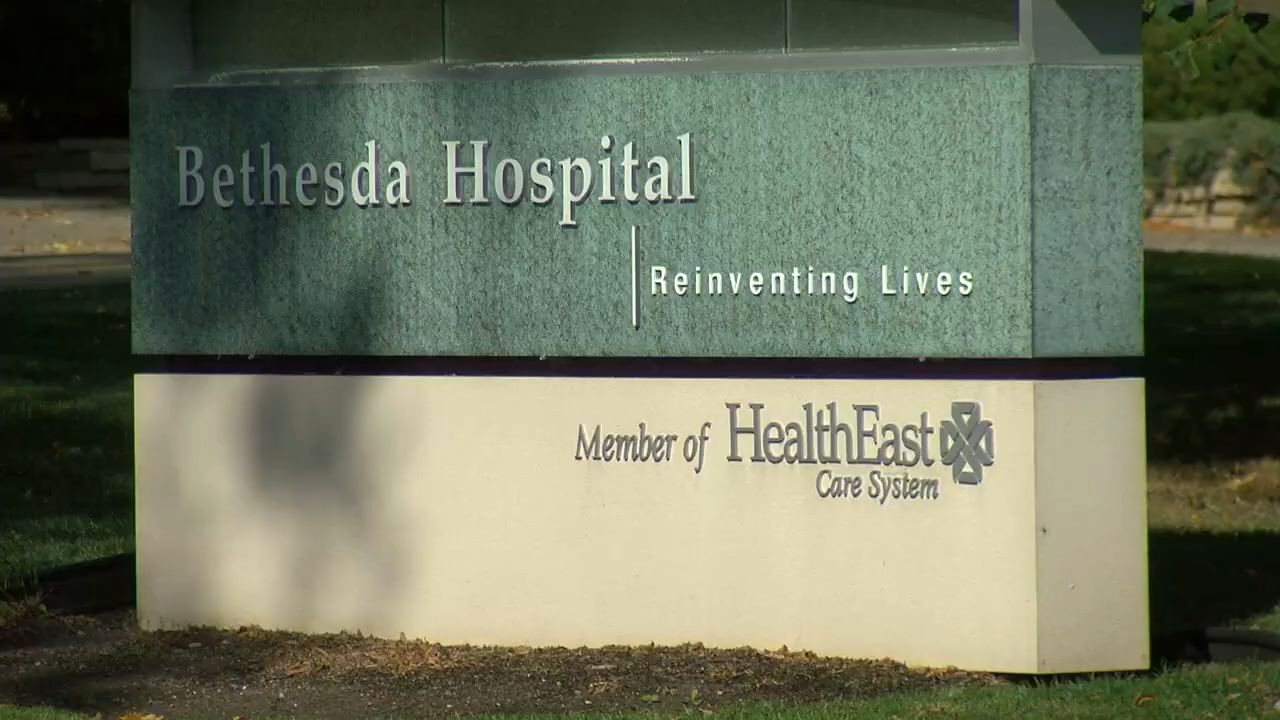 Bethesda Hospital
Reinventing Lives
Member of HealthEast
Care System